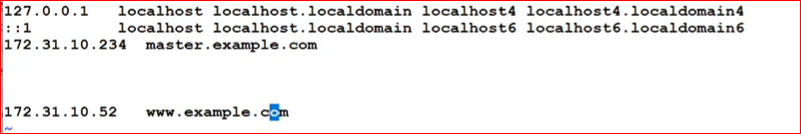 127.0.0.1   localhost localhost.localdomain localhost4 localhost4.localdomain4
::1         localhost localhost.localdomain localhost6 localhost6.localdomain6
172.31.10.234  master.example.com
172.31.10.52   www.example.com
~